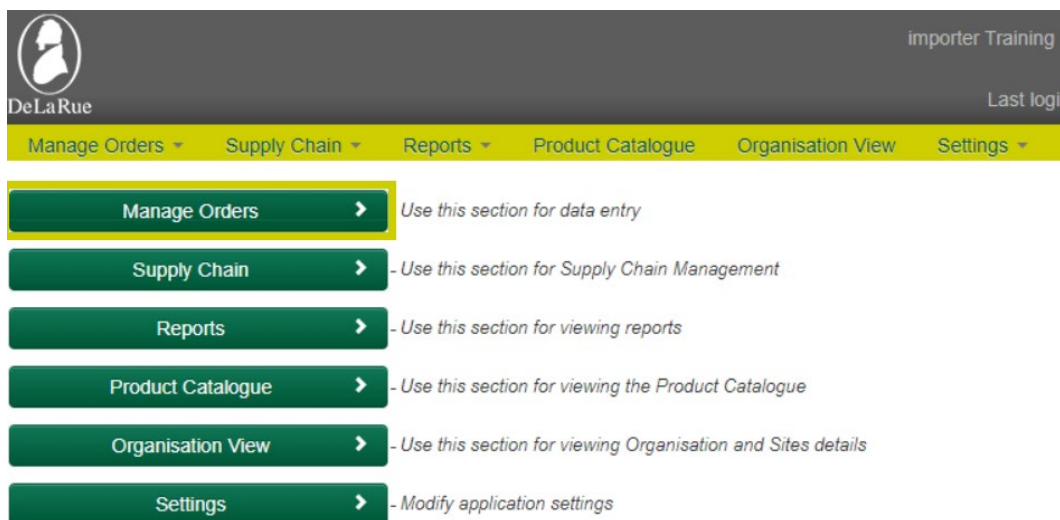 importer Training
DeLaRue
Last logi
Manage Orders Supply Chain Reports Product Catalogue Organisation View Settings
Manage Orders Use this section for data entry
Supply Chain - Use this section for Supply Chain Management
Reports - Use this section for viewing reports
Product Catalogue - Use this section for viewing the Product Catalogue
Organisation View - Use this section for viewing Organisation and Sites details
Settings - Modify application settings